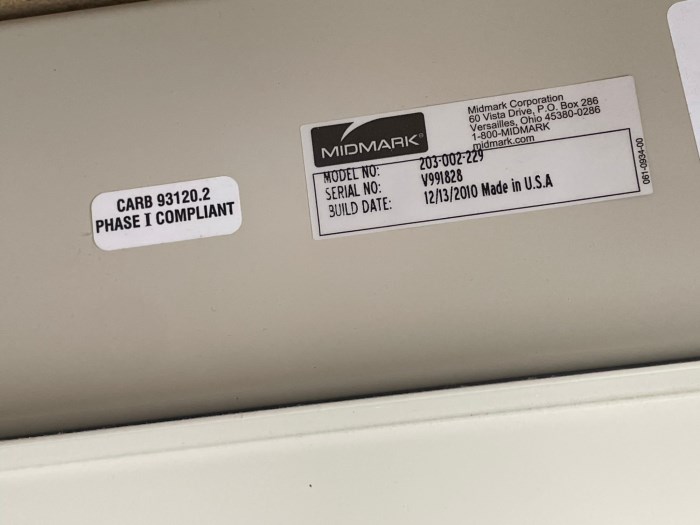 CARB 93120.2
PHASE I COMPLIANT
MIDMARK®
Midmark Corporation
60 Vista Drive, P.O. Box 286
Versailles, Ohio 45380-0286
1-800-MIDMARK
midmark.com
MODEL NO: 203-002-229
SERIAL NO: V991828
BUILD DATE: 12/13/2010 Made in U.S.A
061-0934-00